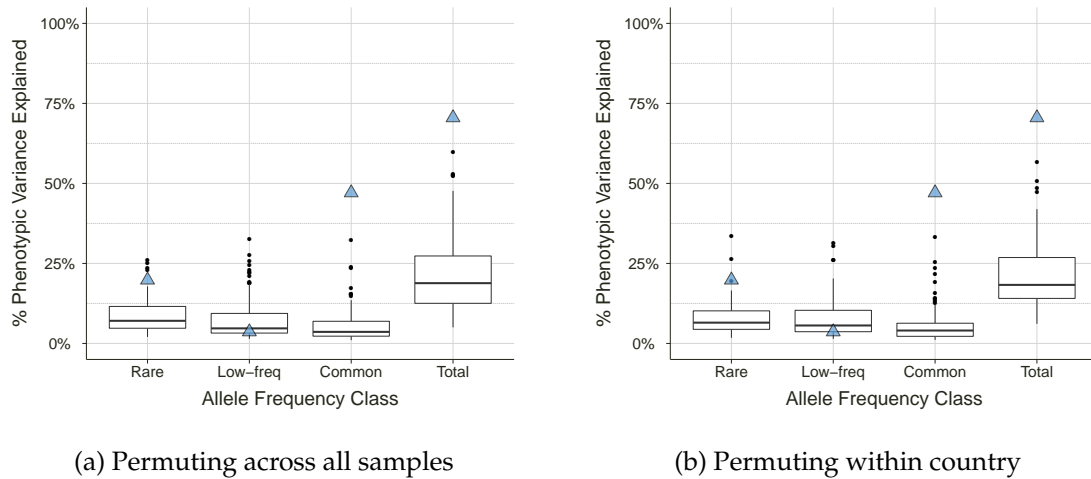 100%
75%
50%
25%
0%
% Phenotypic Variance Explained
Rare Low−freq Common Total
Allele Frequency Class
(a) Permuting across all samples
100%
75%
50%
25%
0%
% Phenotypic Variance Explained
Rare Low−freq Common Total
Allele Frequency Class
(b) Permuting within country